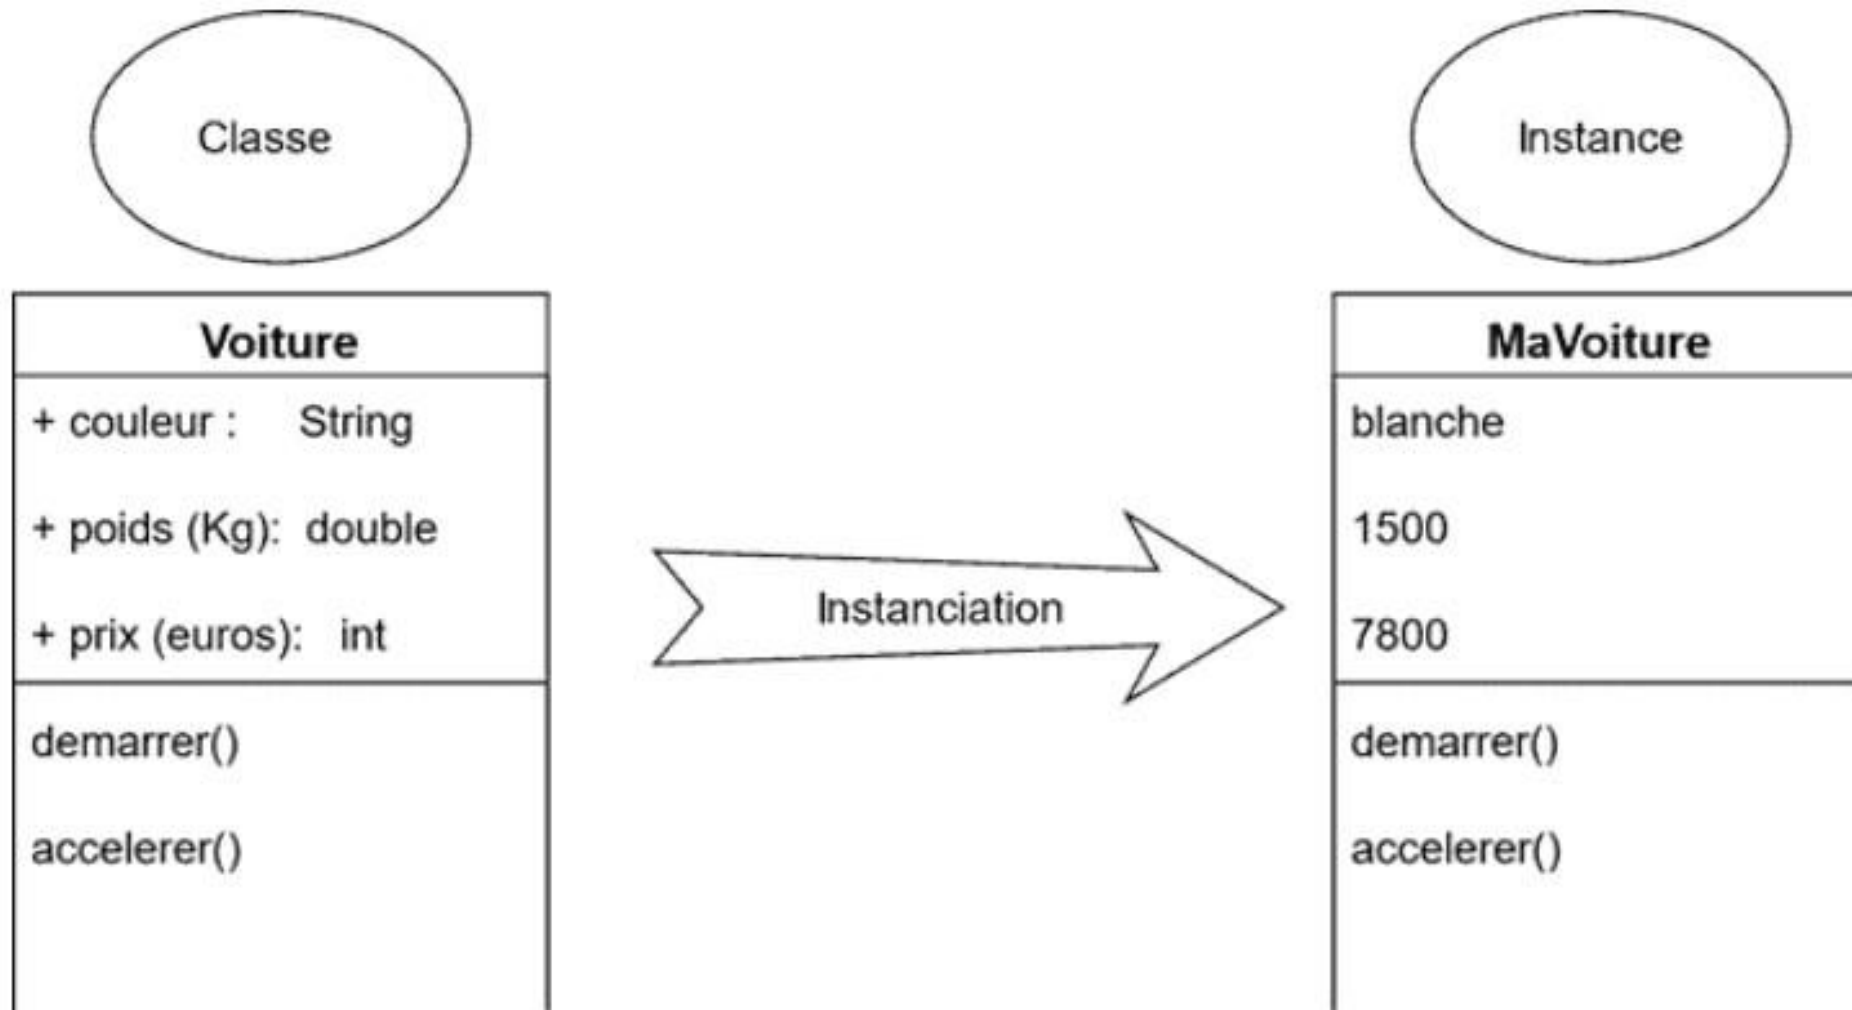 Classe
Voiture
+ couleur : String
+ poids (Kg): double
+ prix (euros): int
demarrer()
accelerer()
Instanciation
Instance
MaVoiture
blanche
1500
7800
demarrer()
accelerer()